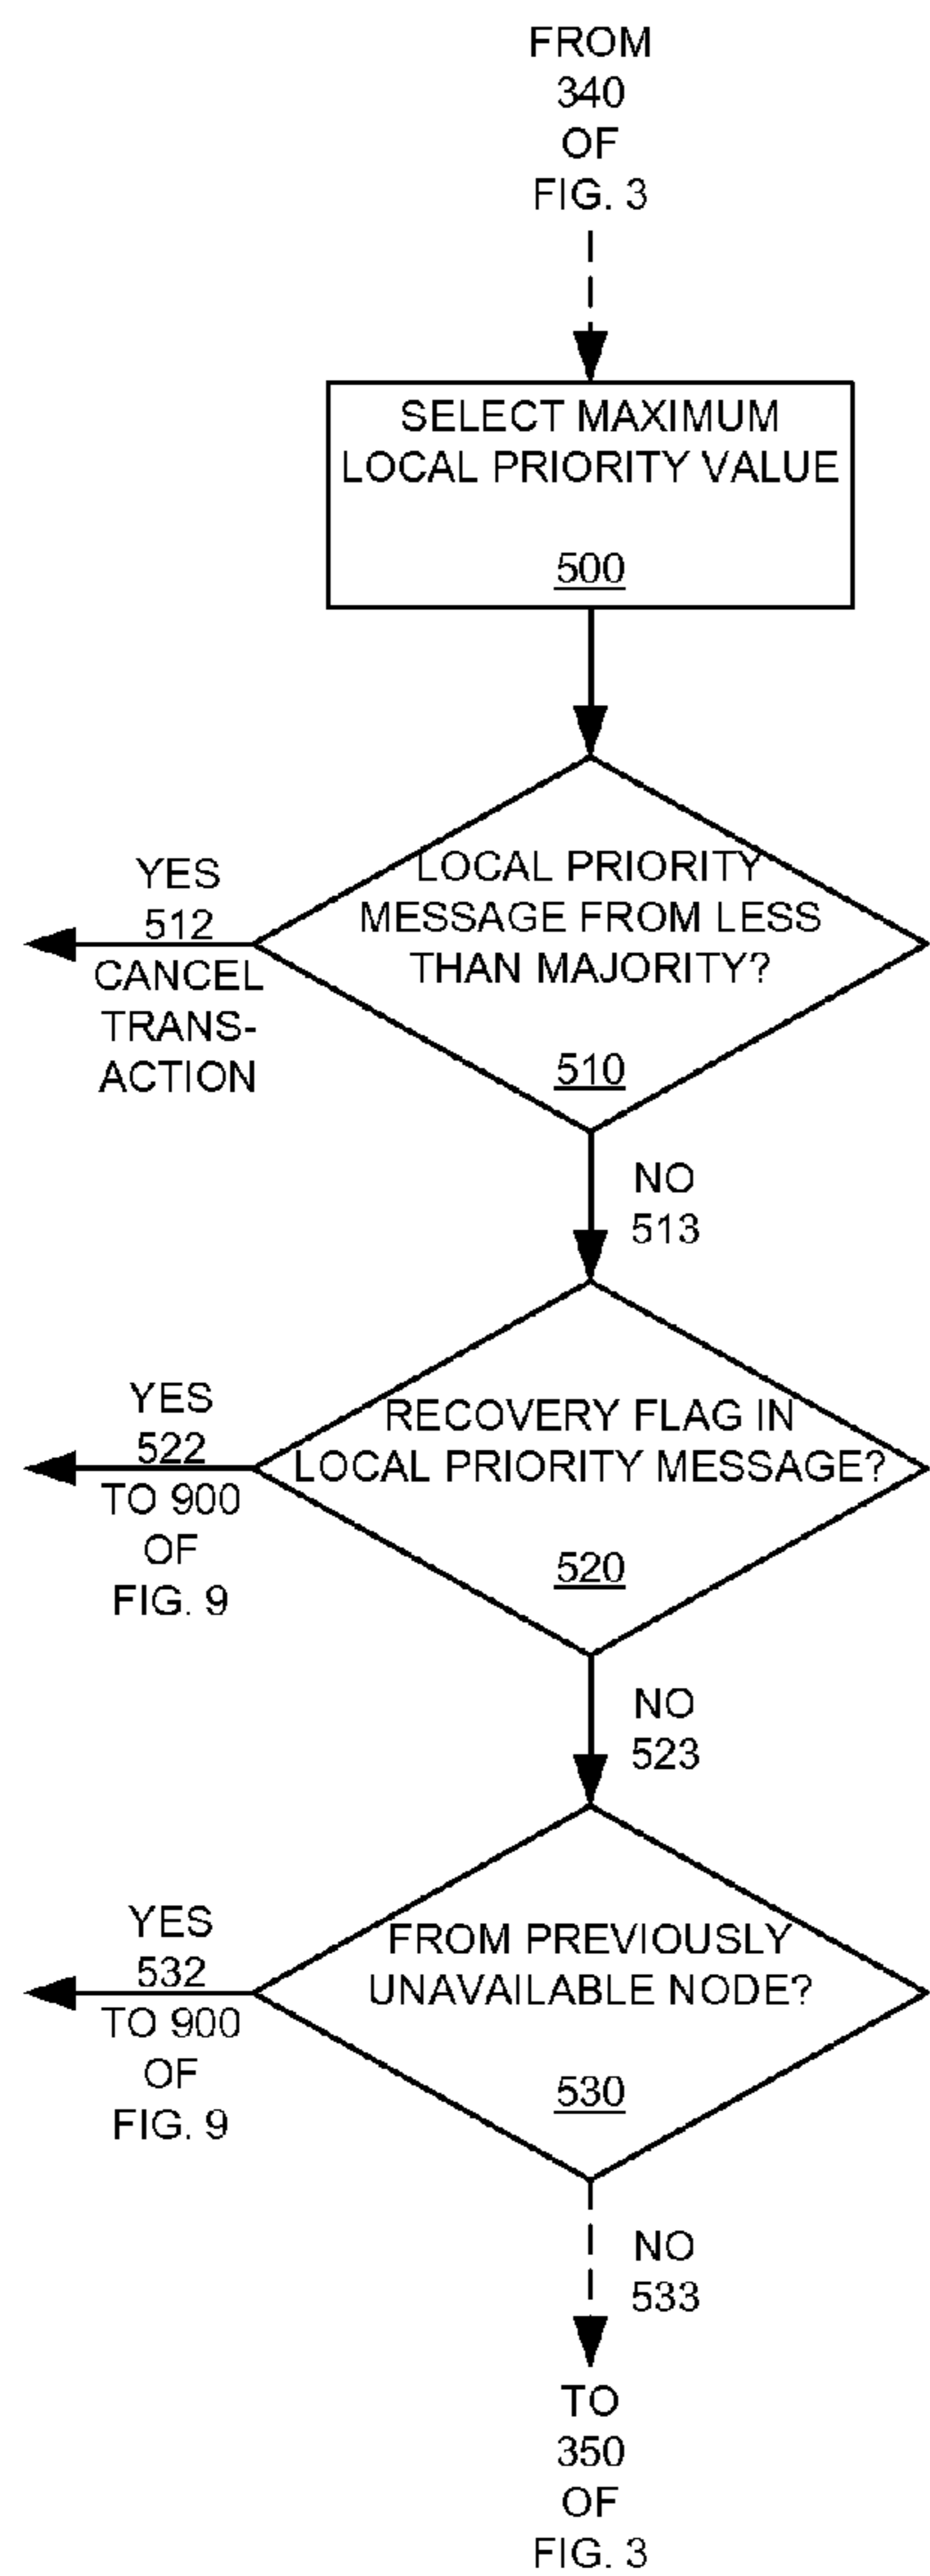 FROM
340
OF
FIG. 3
SELECT MAXIMUM
LOCAL PRIORITY VALUE
500
LOCAL PRIORITY
MESSAGE FROM LESS
THAN MAJORITY?
510
YES
512
CANCEL
TRANS-
ACTION
NO
513
RECOVERY FLAG IN
LOCAL PRIORITY MESSAGE?
520
YES
522
TO 900
OF
FIG. 9
NO
523
FROM PREVIOUSLY
UNAVAILABLE NODE?
530
YES
532
TO 900
OF
FIG. 9
NO
533
TO
350
OF
FIG. 3